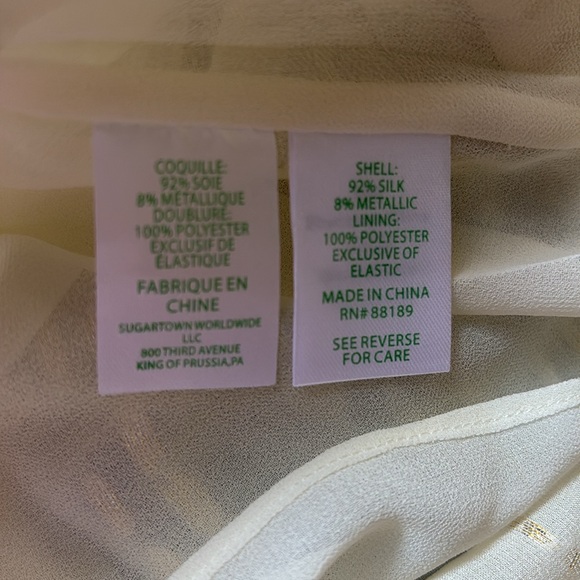 COQUILLE:
92% SOIE
8% MÉTALLIQUE
DOUBLURE:
100% POLYESTER
EXCLUSIF DE
ÉLASTIQUE
FABRIQUE EN
CHINE
SUGARTOWN WORLDWIDE
LLC
800 THIRD AVENUE
KING OF PRUSSIA,PA
SHELL:
92% SILK
8% METALLIC
LINING:
100% POLYESTER
EXCLUSIVE OF
ELASTIC
MADE IN CHINA
RN# 88189
SEE REVERSE
FOR CARE